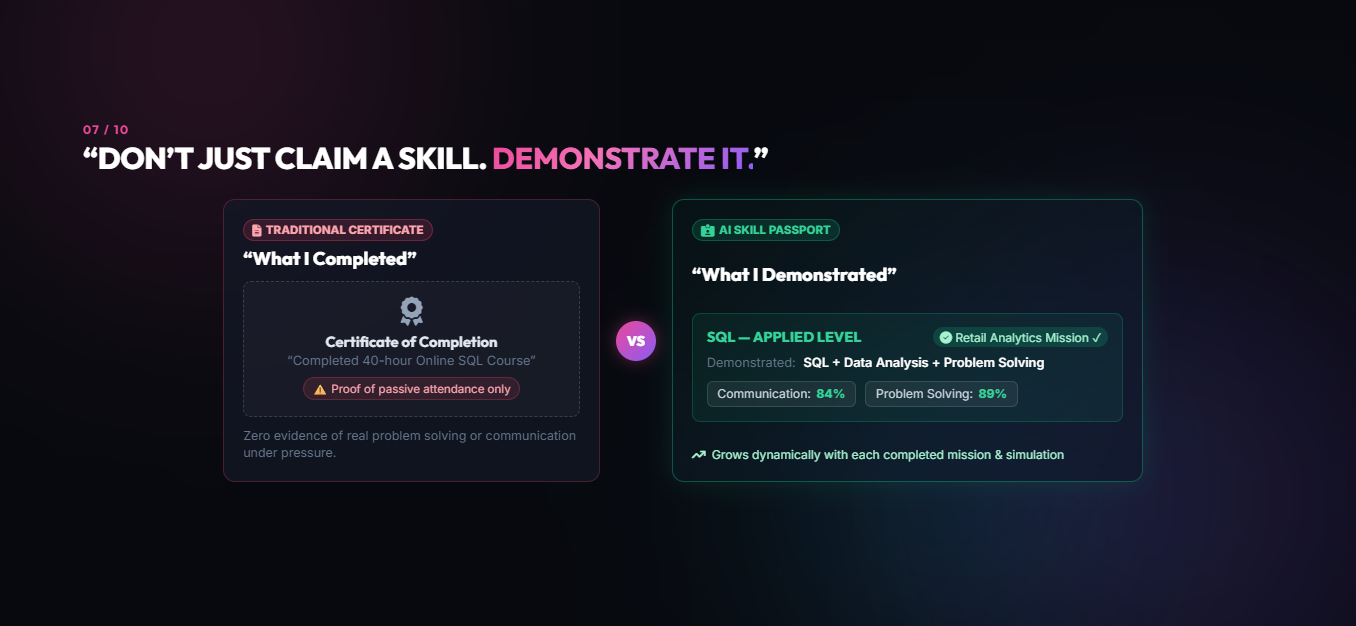 07 / 10
“DON’T JUST CLAIM A SKILL. DEMONSTRATE IT.”
TRADITIONAL CERTIFICATE
“What I Completed”
Certificate of Completion
“Completed 40-hour Online SQL Course”
Proof of passive attendance only
Zero evidence of real problem solving or communication
under pressure.
VS
AI SKILL PASSPORT
“What I Demonstrated”
SQL — APPLIED LEVEL
Retail Analytics Mission ✓
Demonstrated: SQL + Data Analysis + Problem Solving
Communication: 84%
Problem Solving: 89%
Grows dynamically with each completed mission & simulation